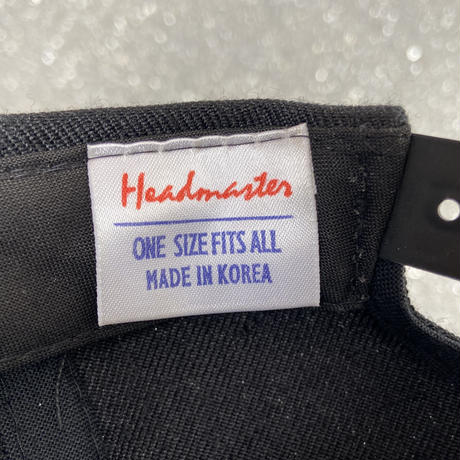 Headmaster
ONE SIZE FITS ALL
MADE IN KOREA